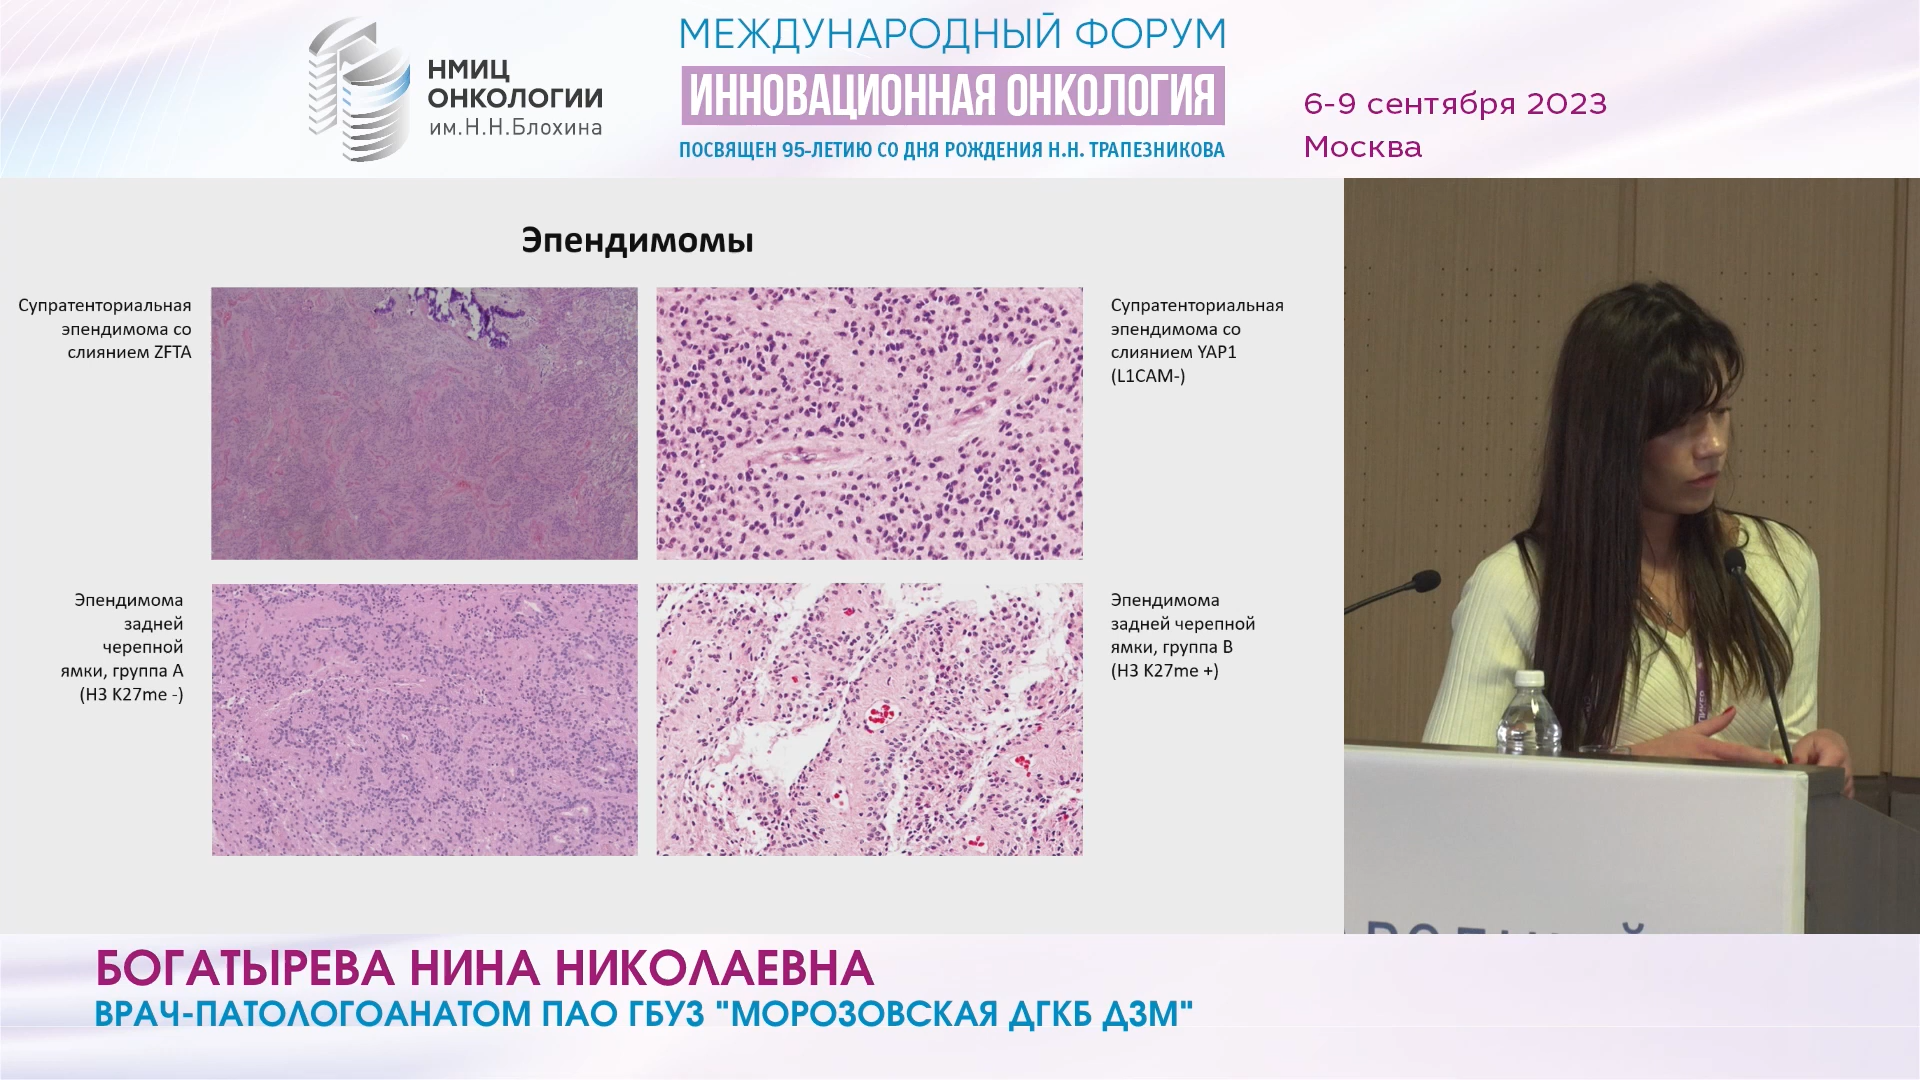 НМИЦ
ОНКОЛОГИИ
им.Н.Н.Блохина
МЕЖДУНАРОДНЫЙ ФОРУМ
ИННОВАЦИОННАЯ ОНКОЛОГИЯ
ПОСВЯЩЕН 95-ЛЕТИЮ СО ДНЯ РОЖДЕНИЯ Н.Н. ТРАПЕЗНИКОВА
6-9 сентября 2023
Москва
Эпендимомы
Супратенториальная
эпендимома со
слиянием ZFTA
Супратенториальная
эпендимома со
слиянием YAP1
(L1CAM-)
Эпендимома
задней
черепной
ямки, группа А
(H3 K27me -)
Эпендимома
задней черепной
ямки, группа В
(H3 K27me +)
БОГАТЫРЕВА НИНА НИКОЛАЕВНА
ВРАЧ-ПАТОЛОГОАНАТОМ ПАО ГБУЗ "МОРОЗОВСКАЯ ДГКБ ДЗМ"